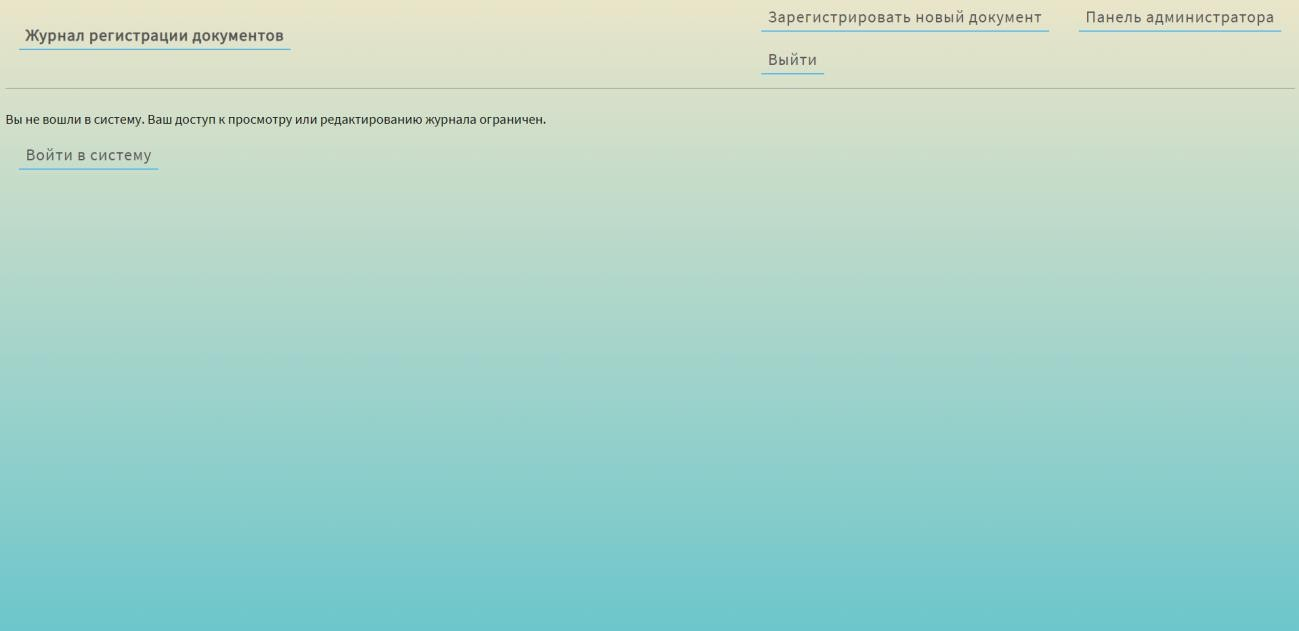 Журнал регистрации документов
Зарегистрировать новый документ
Панель администратора
Выйти
Вы не вошли в систему. Ваш доступ к просмотру или редактированию журнала ограничен.
Войти в систему